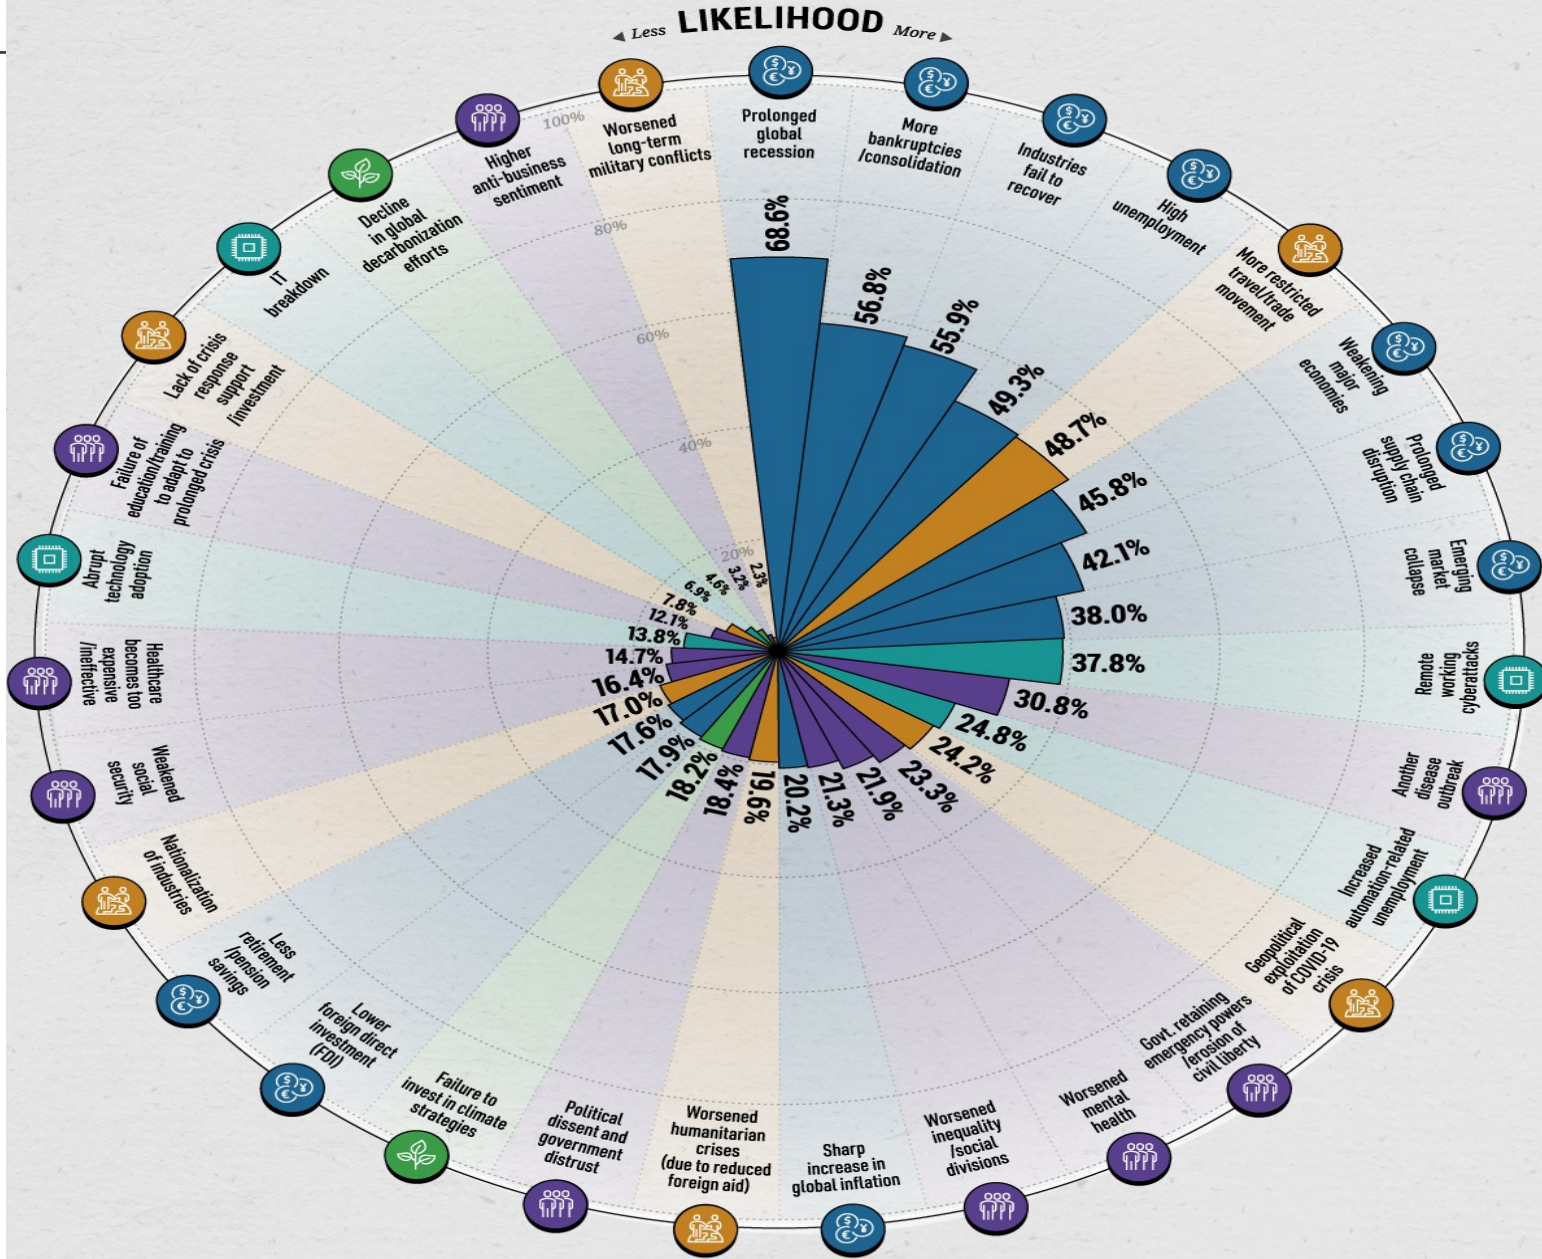 LIKELIHOOD
Less
More
100%
80%
60%
40%
20%
Prolonged
global
recession
68.6%
More
bankruptcies
/consolidation
56.8%
Industries
fail to
recover
55.9%
High
unemployment
49.3%
More restricted
travel/trade
movement
48.7%
Weakening
major
economies
45.8%
Prolonged
supply chain
disruption
42.1%
Emerging
market
collapse
38.0%
Remote
working
cyberattacks
37.8%
Another
disease
outbreak
30.8%
Increased
automation-related
unemployment
24.8%
Geopolitical
exploitation
of COVID-19
crisis
24.2%
Govt. retaining
emergency powers
/erosion of
civil liberty
23.3%
Worsened
mental
health
21.9%
Worsened
inequality
/social
divisions
21.3%
Sharp
increase in
global inflation
20.2%
Worsened
humanitarian
crises
(due to reduced
foreign aid)
19.6%
Political
dissent and
government
distrust
18.4%
Failure to
invest in climate
strategies
18.2%
Lower
foreign direct
investment
(FDI)
17.9%
Less
retirement
/pension
savings
17.6%
Nationalization
of industries
17.0%
Weakened
social
security
16.4%
Healthcare
becomes too
expensive
/ineffective
14.7%
Abrupt
technology
adoption
13.8%
Failure of
education/training
to adapt to
prolonged crisis
12.1%
Lack of crisis
response
support
/investment
7.8%
IT
breakdown
6.9%
Decline
in global
decarbonization
efforts
4.6%
Higher
anti-business
sentiment
3.2%
Worsened
long-term
military conflicts
2.3%